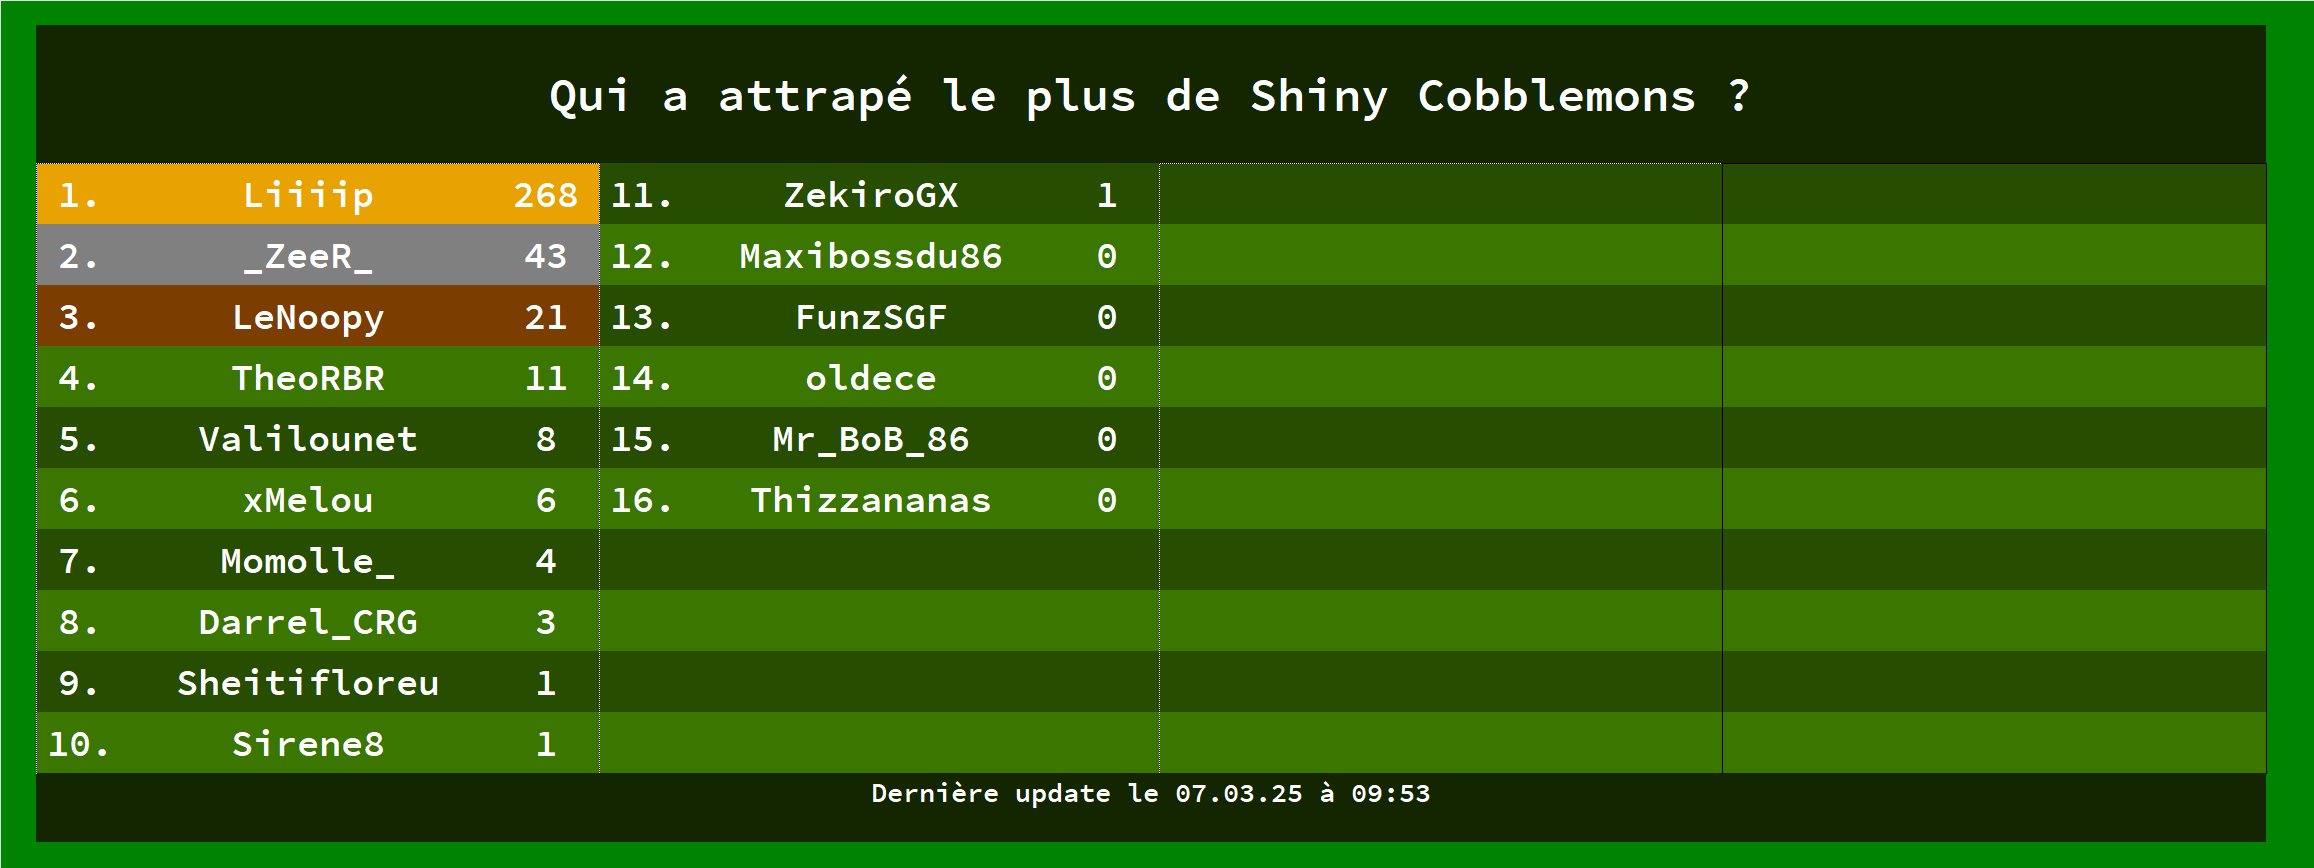 Qui a attrapé le plus de Shiny Cobblemons ?
1. Liiiip 268
2. _ZeeR_ 43
3. LeNoopy 21
4. TheoRBR 11
5. Valilounet 8
6. xMelou 6
7. Momolle_ 4
8. Darrel_CRG 3
9. Sheitifloreu 1
10. Sirene8 1
11. ZekiroGX 1
12. Maxibossdu86 0
13. FunzSGF 0
14. oldece 0
15. Mr_BoB_86 0
16. Thizzananas 0
Dernière update le 07.03.25 à 09:53